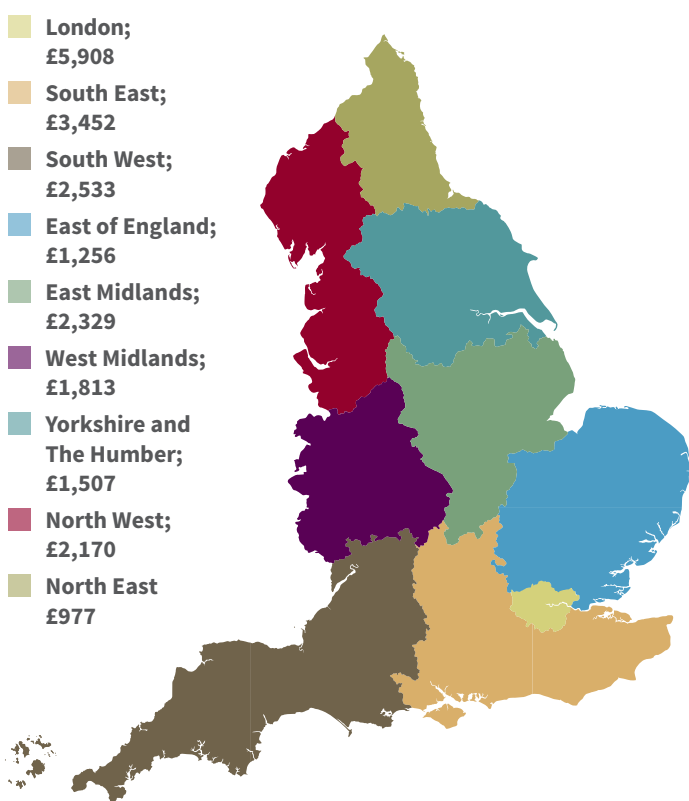 London;
£5,908
South East;
£3,452
South West;
£2,533
East of England;
£1,256
East Midlands;
£2,329
West Midlands;
£1,813
Yorkshire and
The Humber;
£1,507
North West;
£2,170
North East
£977